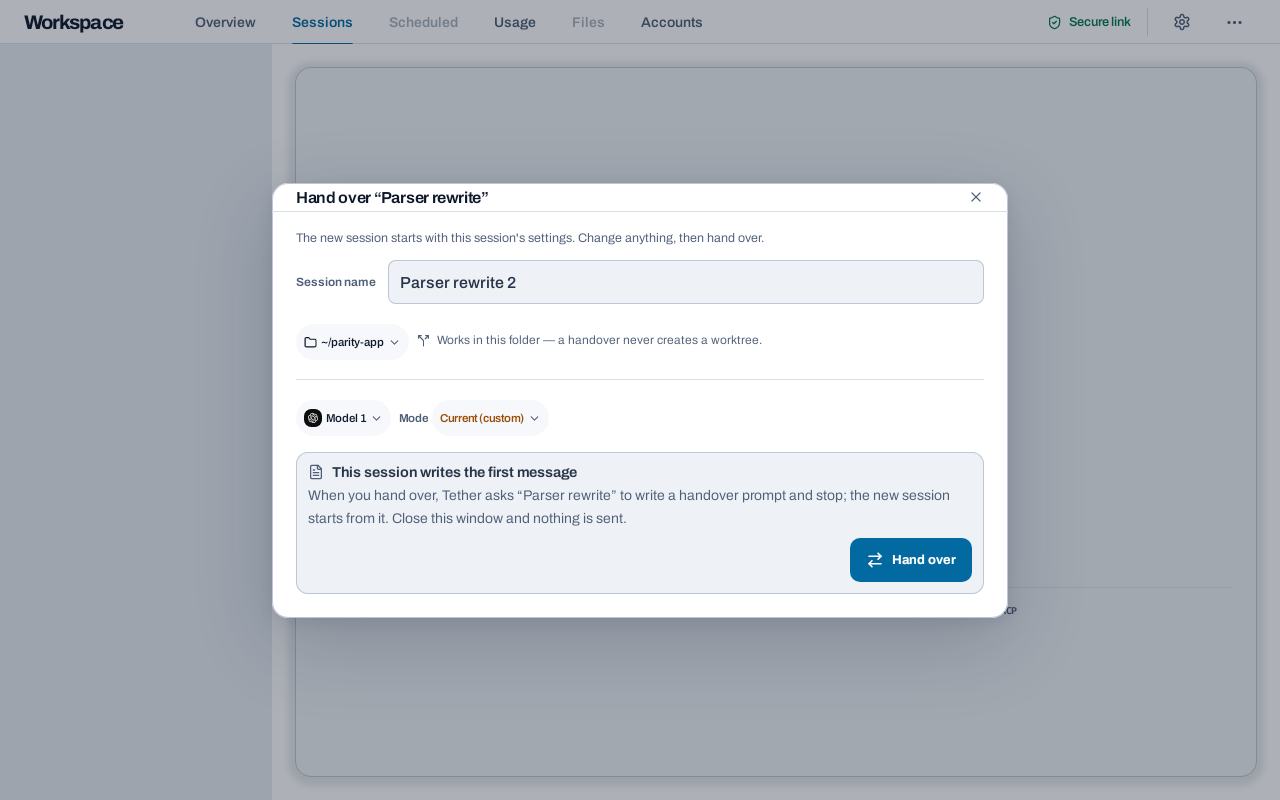 Workspace
Overview
Sessions
Scheduled
Usage
Files
Accounts
Secure link
Hand over “Parser rewrite”
The new session starts with this session's settings. Change anything, then hand over.
Session name
Parser rewrite 2
~/parity-app
Works in this folder — a handover never creates a worktree.
Model 1
Mode
Current (custom)
This session writes the first message
When you hand over, Tether asks “Parser rewrite” to write a handover prompt and stop; the new session
starts from it. Close this window and nothing is sent.
Hand over